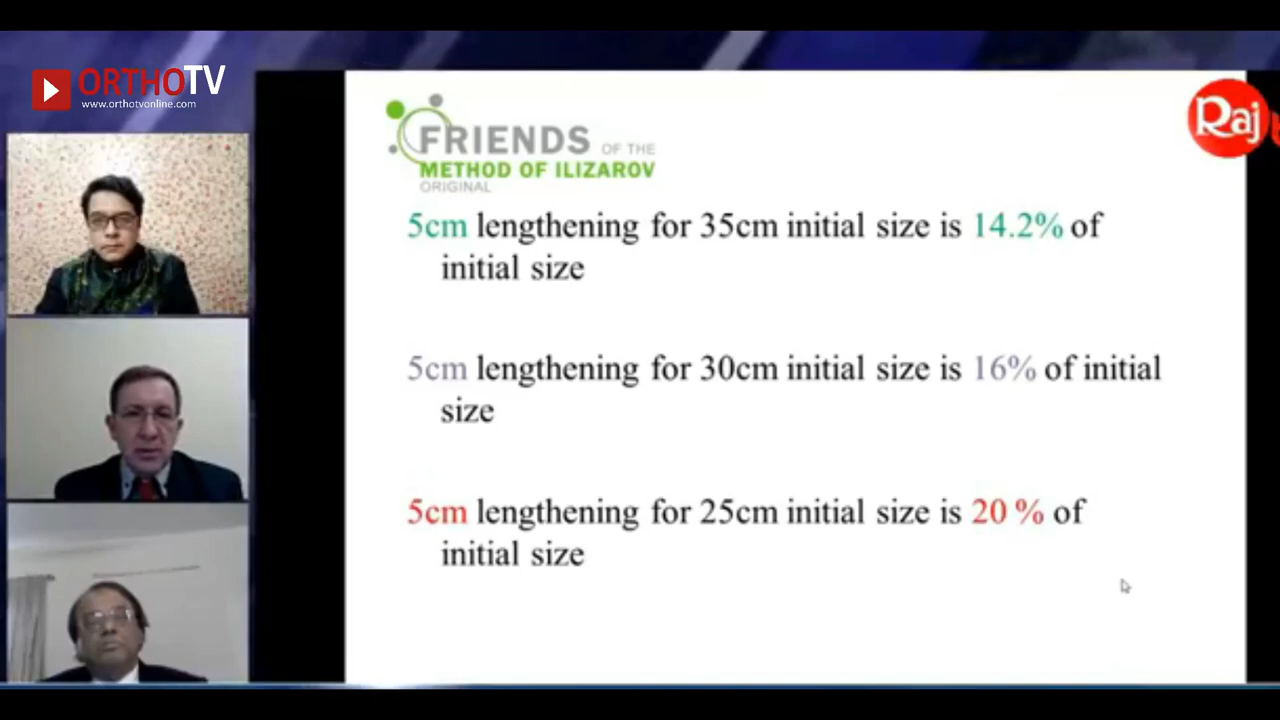 ORTHOTV
www.orthotvonline.com
Raj
FRIENDS OF THE
METHOD OF ILIZAROV
ORIGINAL
5cm lengthening for 35cm initial size is 14.2% of
initial size
5cm lengthening for 30cm initial size is 16% of initial
size
5cm lengthening for 25cm initial size is 20 % of
initial size